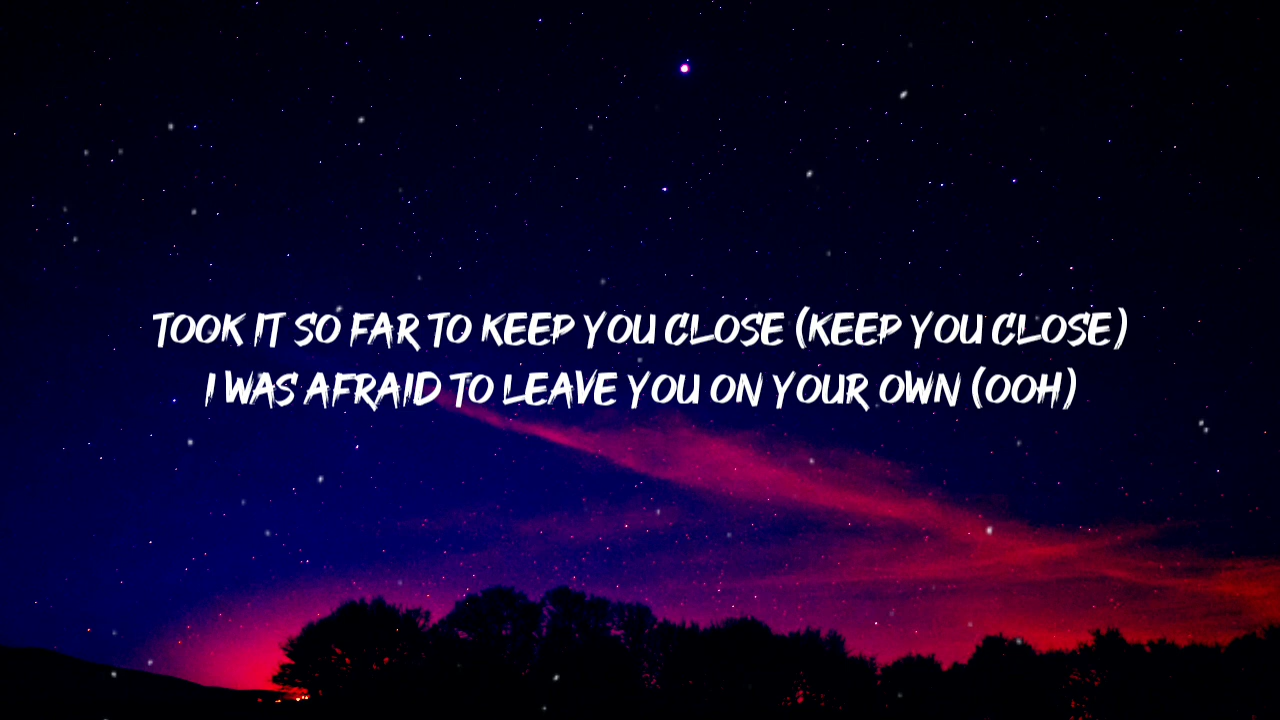 TOOK IT SO FAR TO KEEP YOU CLOSE (KEEP YOU CLOSE)
I WAS AFRAID TO LEAVE YOU ON YOUR OWN (OOH)